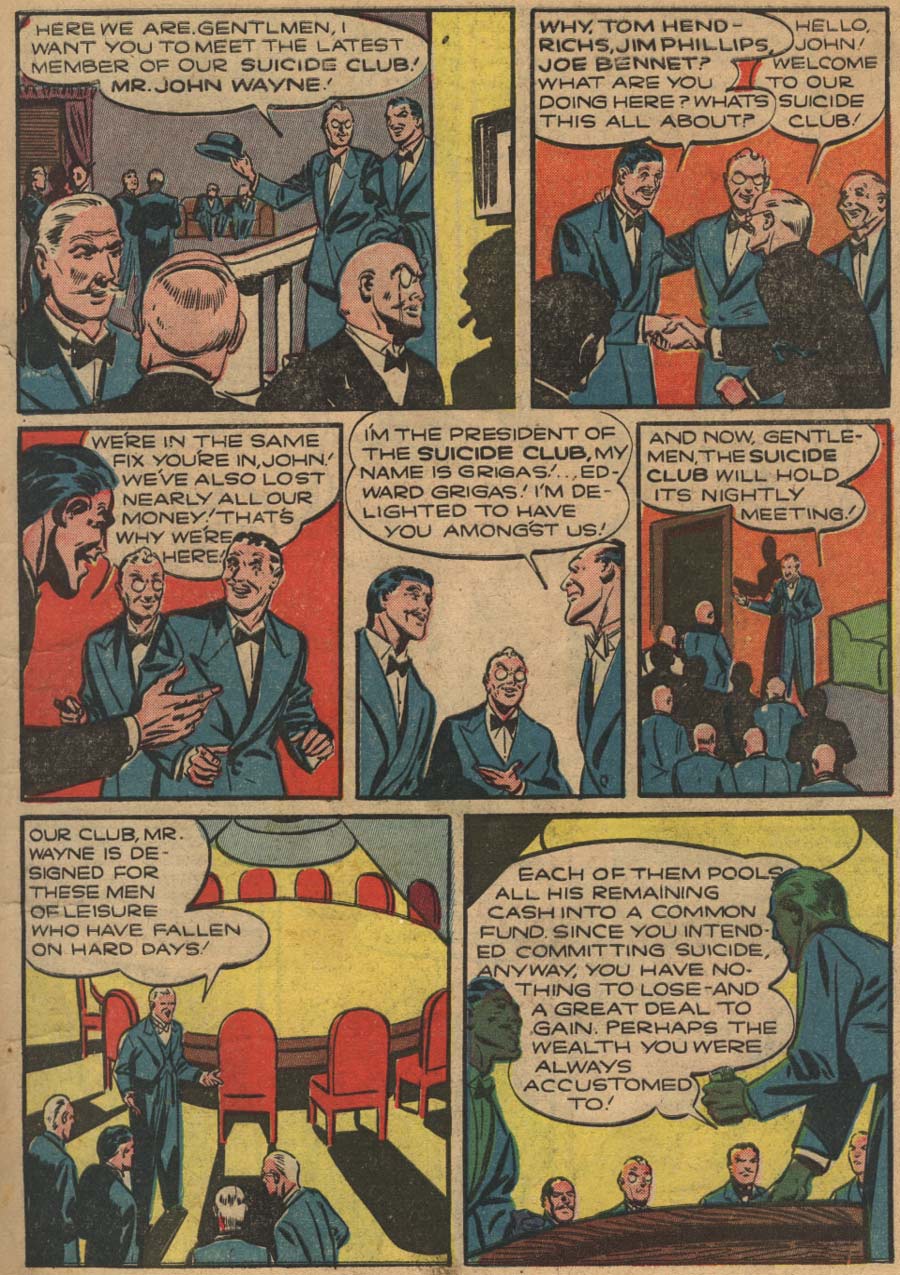 HERE WE ARE. GENTLMEN, I
WANT YOU TO MEET THE LATEST
MEMBER OF OUR SUICIDE CLUB!
MR. JOHN WAYNE!
WHY, TOM HEND-
RICHS, JIM PHILLIPS,
JOE BENNET?
WHAT ARE YOU
DOING HERE? WHATS
THIS ALL ABOUT?
HELLO,
JOHN!
WELCOME
TO OUR
SUICIDE
CLUB!
WE'RE IN THE SAME
FIX YOU'RE IN, JOHN!
WE'VE ALSO LOST
NEARLY ALL OUR
MONEY! THAT'S
WHY WE'RE
HERE!
I'M THE PRESIDENT OF
THE SUICIDE CLUB, MY
NAME IS GRIGAS!..., ED-
WARD GRIGAS! I'M DE-
LIGHTED TO HAVE
YOU AMONGST US!
AND NOW, GENTLE-
MEN, THE SUICIDE
CLUB WILL HOLD
ITS NIGHTLY
MEETING!
OUR CLUB, MR.
WAYNE IS DE-
SIGNED FOR
THESE MEN
OF LEISURE
WHO HAVE FALLEN
ON HARD DAYS!
EACH OF THEM POOLS
ALL HIS REMAINING
CASH INTO A COMMON
FUND. SINCE YOU INTEND-
ED COMMITTING SUICIDE,
ANYWAY, YOU HAVE NO-
THING TO LOSE-AND
A GREAT DEAL TO
GAIN. PERHAPS THE
WEALTH YOU WERE
ALWAYS
ACCUSTOMED
TO!